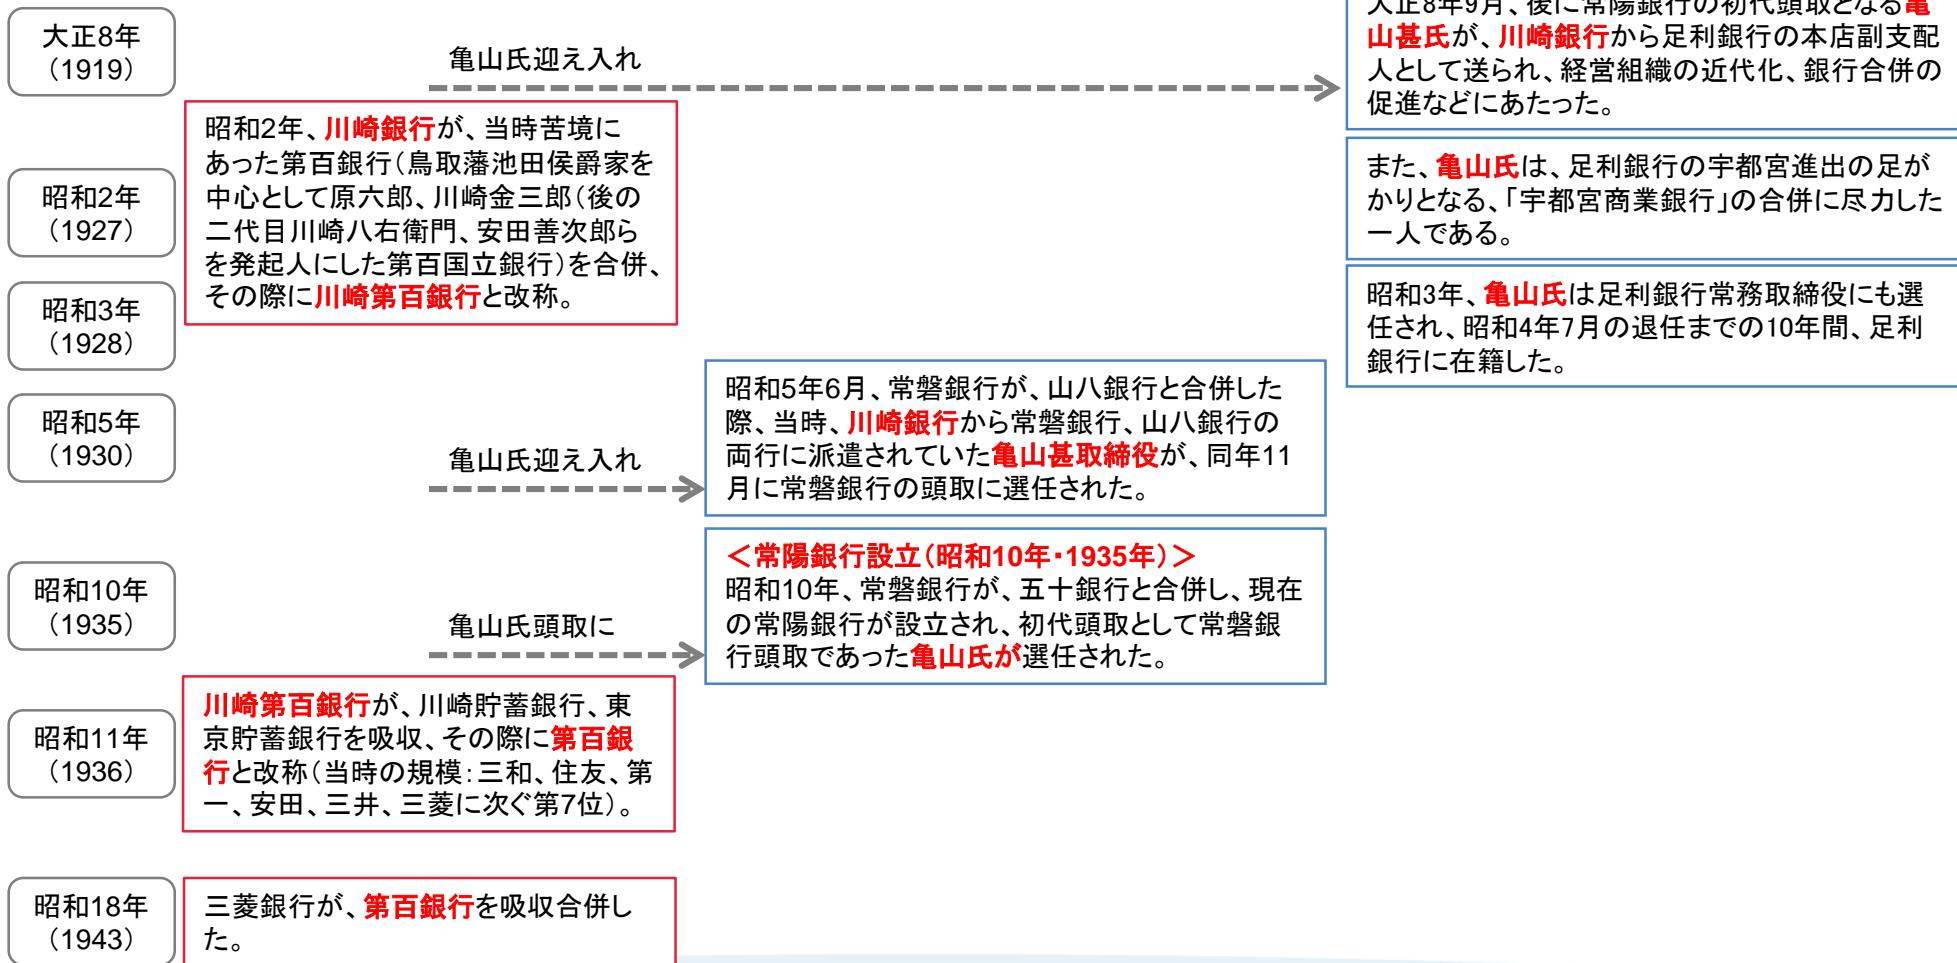 大正8年
（1919）
亀山氏迎え入れ
大正8年9月、後に常陽銀行の初代頭取となる亀
山甚氏が、川崎銀行から足利銀行の本店副支配
人として送られ、経営組織の近代化、銀行合併の
促進などにあたった。
昭和2年
（1927）
昭和2年、川崎銀行が、当時苦境に
あった第百銀行（鳥取藩池田侯爵家を
中心として原六郎、川崎金三郎（後の
二代目川崎八右衛門、安田善次郎ら
を発起人にした第百国立銀行）を合併、
その際に川崎第百銀行と改称。
また、亀山氏は、足利銀行の宇都宮進出の足が
かりとなる、「宇都宮商業銀行」の合併に尽力した
一人である。
昭和3年
（1928）
昭和3年、亀山氏は足利銀行常務取締役にも選
任され、昭和4年7月の退任までの10年間、足利
銀行に在籍した。
昭和5年
（1930）
亀山氏迎え入れ
昭和5年6月、常磐銀行が、山八銀行と合併した
際、当時、川崎銀行から常磐銀行、山八銀行の
両行に派遣されていた亀山甚取締役が、同年11
月に常磐銀行の頭取に選任された。
昭和10年
（1935）
亀山氏頭取に
＜常陽銀行設立（昭和10年・1935年）＞
昭和10年、常磐銀行が、五十銀行と合併し、現在
の常陽銀行が設立され、初代頭取として常磐銀
行頭取であった亀山氏が選任された。
昭和11年
（1936）
川崎第百銀行が、川崎貯蓄銀行、東
京貯蓄銀行を吸収、その際に第百銀
行と改称（当時の規模：三和、住友、第
一、安田、三井、三菱に次ぐ第7位）。
昭和18年
（1943）
三菱銀行が、第百銀行を吸収合併し
た。